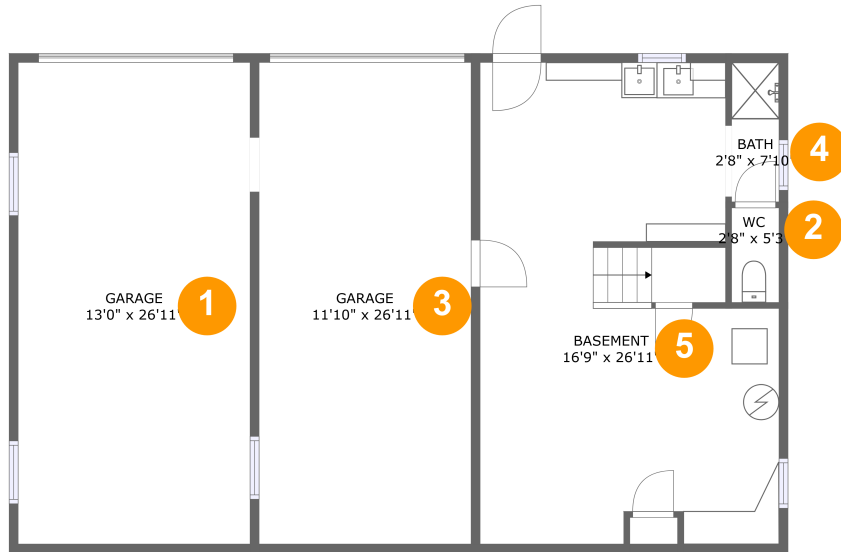 BATH
2'8" x 7'10
4
WC
2'8" x 5'3
2
GARAGE
13'0" x 26'11
1
GARAGE
11'10" x 26'11
3
BASEMENT
16'9" x 26'11'
5